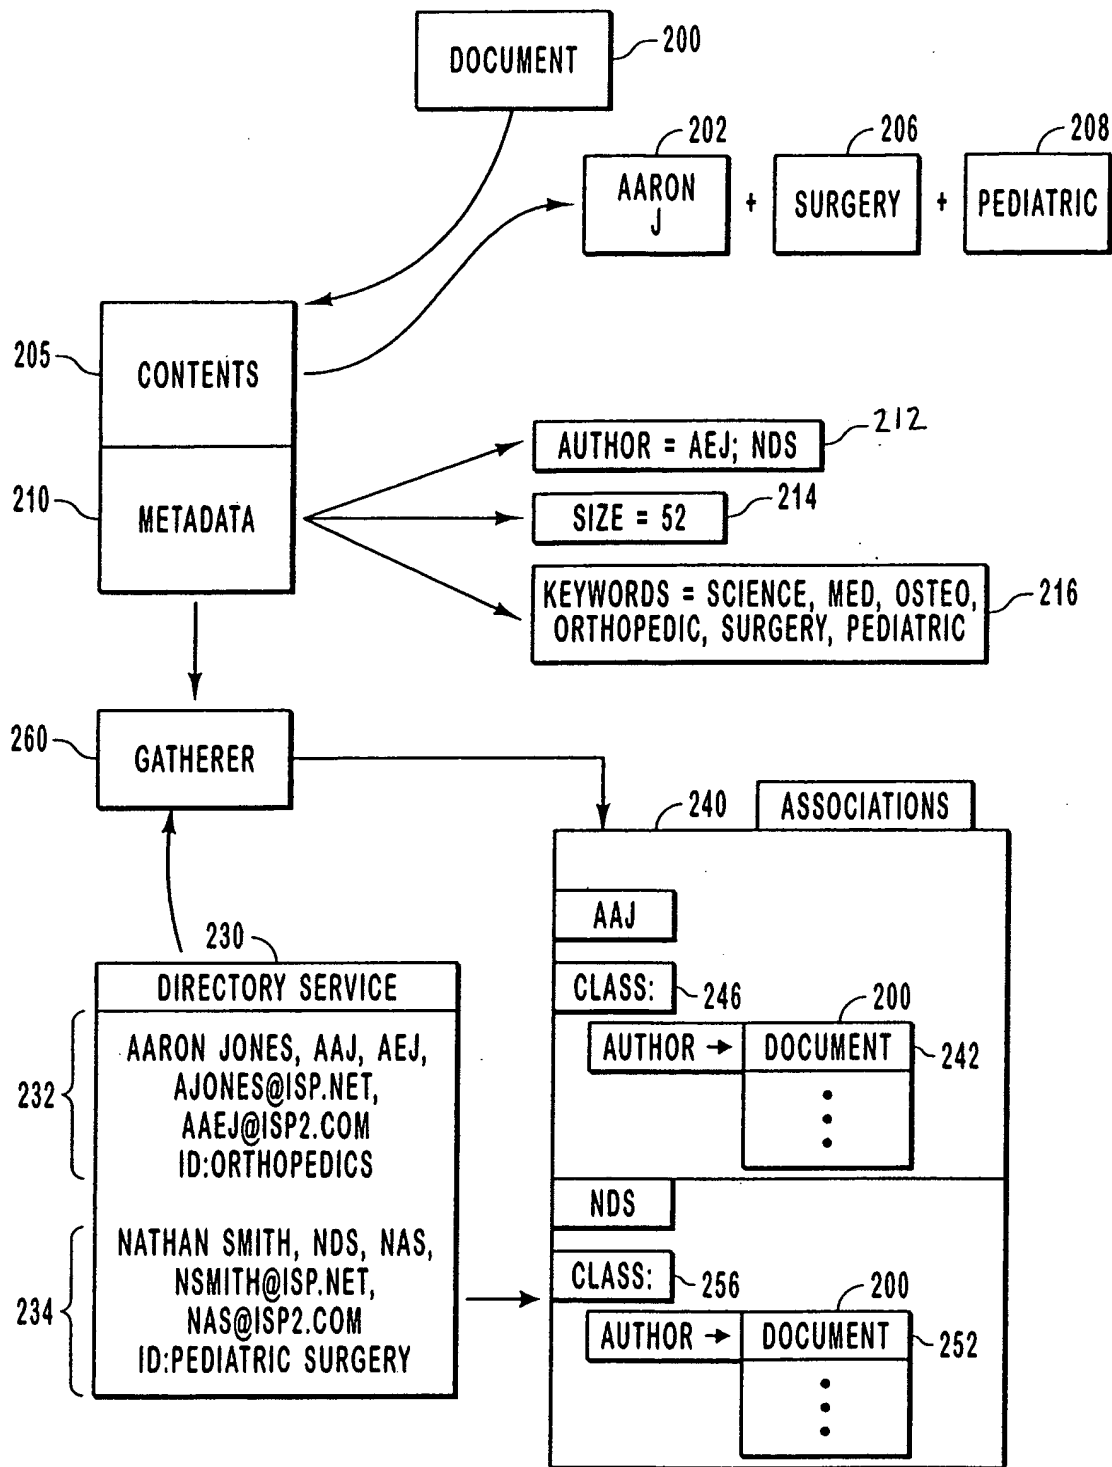 DOCUMENT
200
202
206
208
AARON
J
+
SURGERY
+
PEDIATRIC
205
CONTENTS
210
METADATA
AUTHOR = AEJ; NDS
212
SIZE = 52
214
KEYWORDS = SCIENCE, MED, OSTEO,
ORTHOPEDIC, SURGERY, PEDIATRIC
216
260
GATHERER
240
ASSOCIATIONS
AAJ
CLASS:
246
200
AUTHOR → DOCUMENT
242
230
DIRECTORY SERVICE
232
AARON JONES, AAJ, AEJ,
AJONES@ISP.NET,
AAEJ@ISP2.COM
ID:ORTHOPEDICS
234
NATHAN SMITH, NDS, NAS,
NSMITH@ISP.NET,
NAS@ISP2.COM
ID:PEDIATRIC SURGERY
NDS
CLASS:
256
200
AUTHOR → DOCUMENT
252